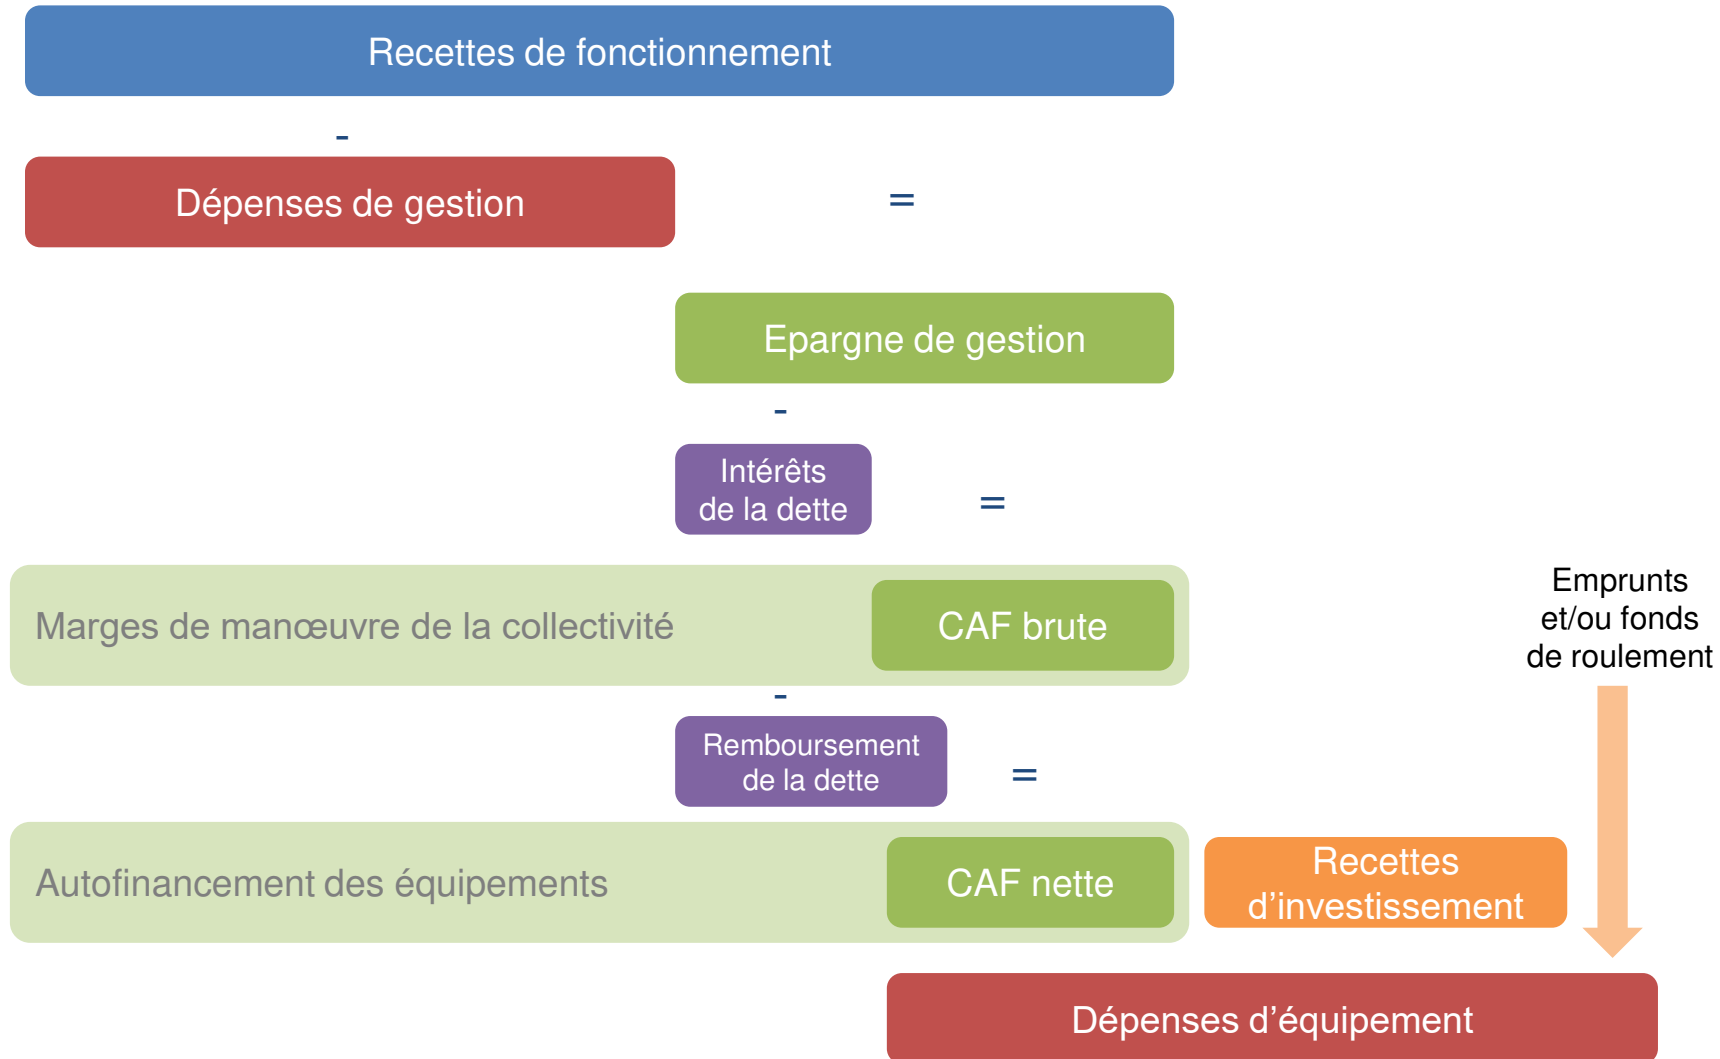 Recettes de fonctionnement
-
Dépenses de gestion
=
Epargne de gestion
-
Intérêts
de la dette
=
Marges de manœuvre de la collectivité
CAF brute
Emprunts
et/ou fonds
de roulement
-
Remboursement
de la dette
=
Autofinancement des équipements
CAF nette
Recettes
d’investissement
Dépenses d’équipement